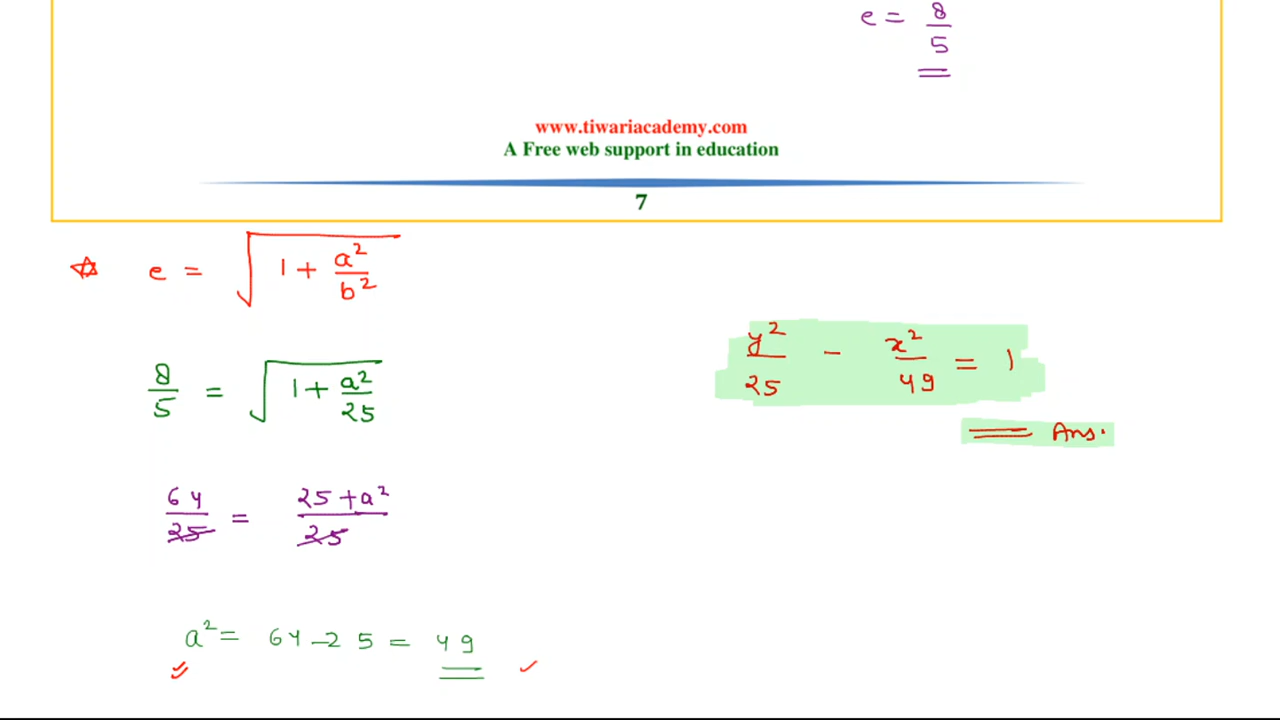 e = 8/5
www.tiwariacademy.com
A Free web support in education
7
☆ e = √(1 + a²/b²)
8/5 = √(1 + a²/25)
y²/25 - x²/49 = 1
Ans.
64/25 = 25 + a²/25
a² = 64 - 25 = 49